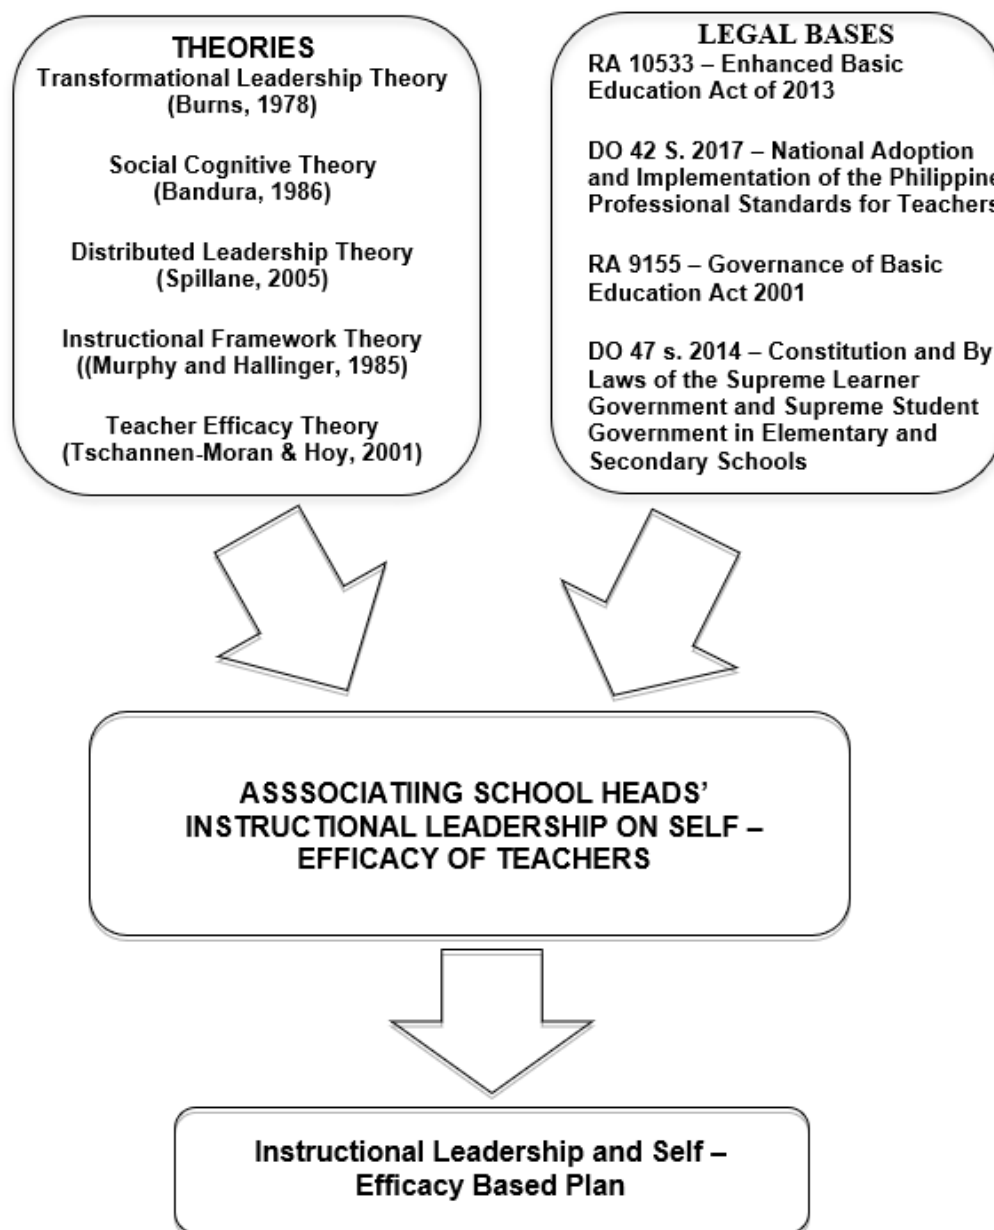 THEORIES
Transformational Leadership Theory
(Burns, 1978)
Social Cognitive Theory
(Bandura, 1986)
Distributed Leadership Theory
(Spillane, 2005)
Instructional Framework Theory
((Murphy and Hallinger, 1985)
Teacher Efficacy Theory
(Tschannen-Moran & Hoy, 2001)
LEGAL BASES
RA 10533 – Enhanced Basic
Education Act of 2013
DO 42 S. 2017 – National Adoption
and Implementation of the Philippine
Professional Standards for Teachers
RA 9155 – Governance of Basic
Education Act 2001
DO 47 s. 2014 – Constitution and By
Laws of the Supreme Learner
Government and Supreme Student
Government in Elementary and
Secondary Schools
ASSSOCIATIING SCHOOL HEADS’
INSTRUCTIONAL LEADERSHIP ON SELF –
EFFICACY OF TEACHERS
Instructional Leadership and Self –
Efficacy Based Plan